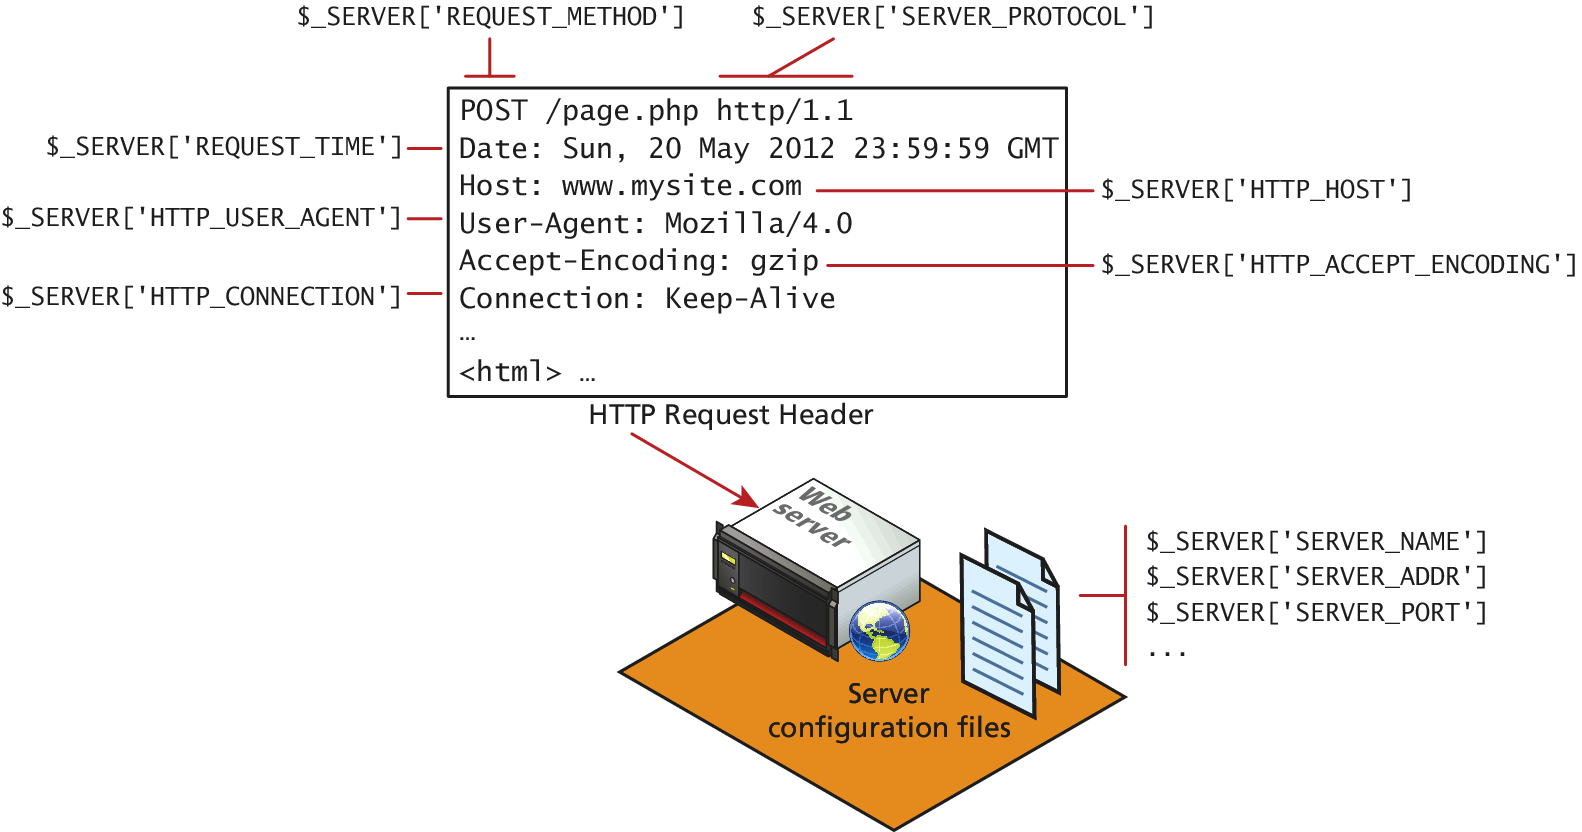 $_SERVER['REQUEST_METHOD'] $_SERVER['SERVER_PROTOCOL']
POST /page.php http/1.1
$_SERVER['REQUEST_TIME'] Date: Sun, 20 May 2012 23:59:59 GMT
Host: www.mysite.com $_SERVER['HTTP_HOST']
$_SERVER['HTTP_USER_AGENT'] User-Agent: Mozilla/4.0
Accept-Encoding: gzip $_SERVER['HTTP_ACCEPT_ENCODING']
$_SERVER['HTTP_CONNECTION'] Connection: Keep-Alive
…
<html> …
HTTP Request Header
Web
server
$_SERVER['SERVER_NAME']
$_SERVER['SERVER_ADDR']
$_SERVER['SERVER_PORT']
...
Server
configuration files